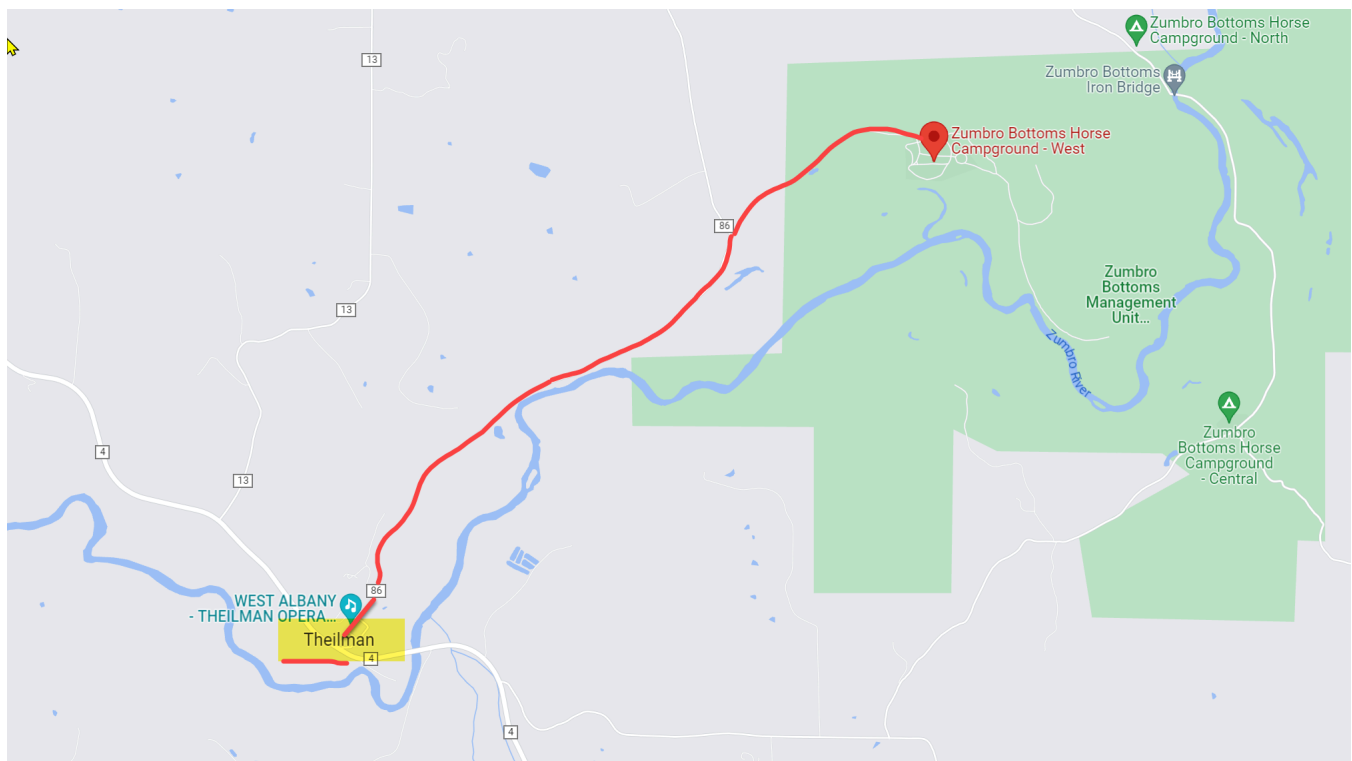 Zumbro Bottoms Horse
Campground - North
13
Zumbro Bottoms
Iron Bridge
Zumbro Bottoms Horse
Campground - West
86
Zumbro
Bottoms
Management
Unit...
13
Zumbro River
4
Zumbro
Bottoms Horse
Campground
- Central
13
86
WEST ALBANY
- THEILMAN OPERA...
Theilman
4
4